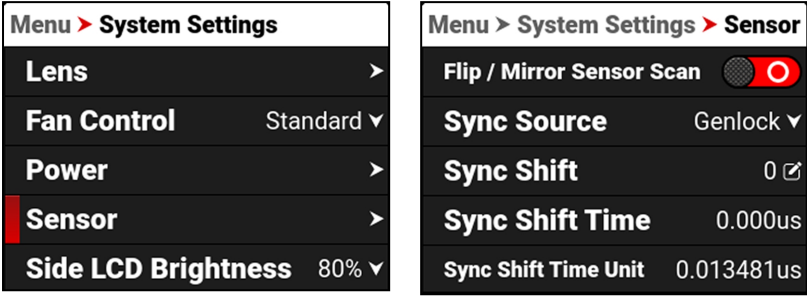 Menu ➤ System Settings
Lens
Fan Control Standard
Power
Sensor
Side LCD Brightness 80%
Menu ➤ System Settings ➤ Sensor
Flip / Mirror Sensor Scan
Sync Source Genlock
Sync Shift 0
Sync Shift Time 0.000us
Sync Shift Time Unit 0.013481us